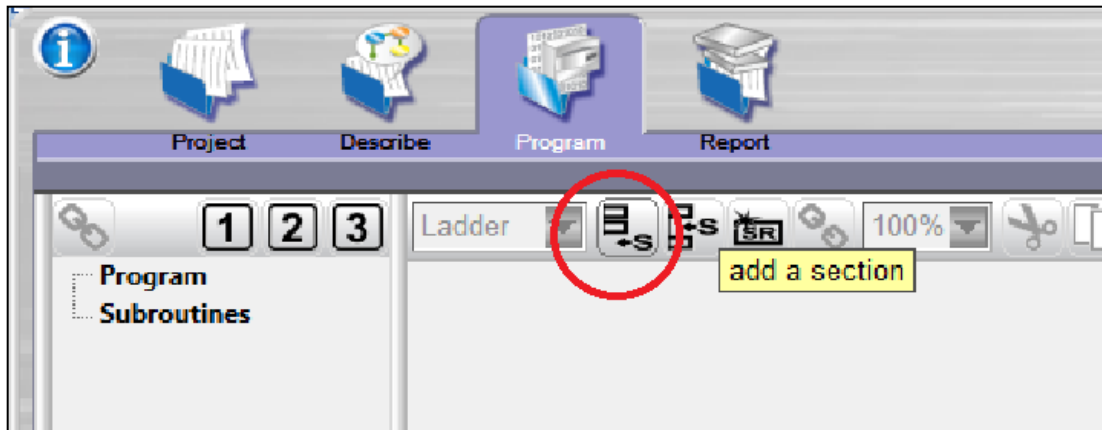 Project Describe Program Report
1 2 3 Ladder S S SR 100%
add a section
Program
Subroutines